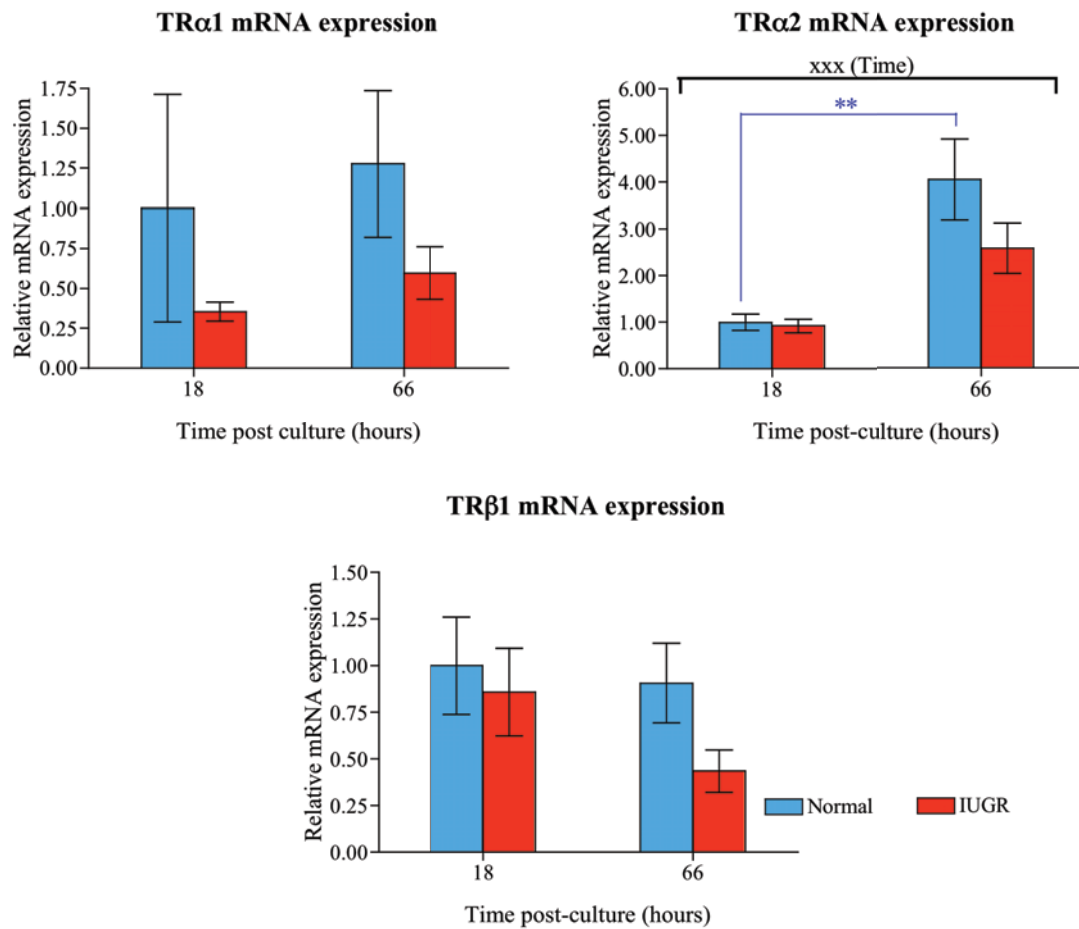 TRα1 mRNA expression
Relative mRNA expression
1.75
1.50
1.25
1.00
0.75
0.50
0.25
0.00
18
66
Time post culture (hours)
TRα2 mRNA expression
xxx (Time)
**
Relative mRNA expression
6.00
5.00
4.00
3.00
2.00
1.00
0.00
18
66
Time post-culture (hours)
TRβ1 mRNA expression
Relative mRNA expression
1.50
1.25
1.00
0.75
0.50
0.25
0.00
18
66
Time post-culture (hours)
Normal
IUGR